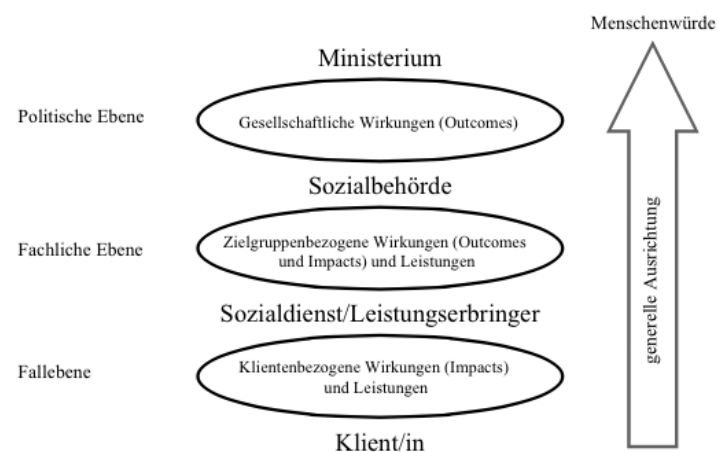 Menschenwürde
Ministerium
Politische Ebene
Gesellschaftliche Wirkungen (Outcomes)
Sozialbehörde
Fachliche Ebene
Zielgruppenbezogene Wirkungen (Outcomes
und Impacts) und Leistungen
generelle Ausrichtung
Sozialdienst/Leistungserbringer
Fallebene
Klientenbezogene Wirkungen (Impacts)
und Leistungen
Klient/in